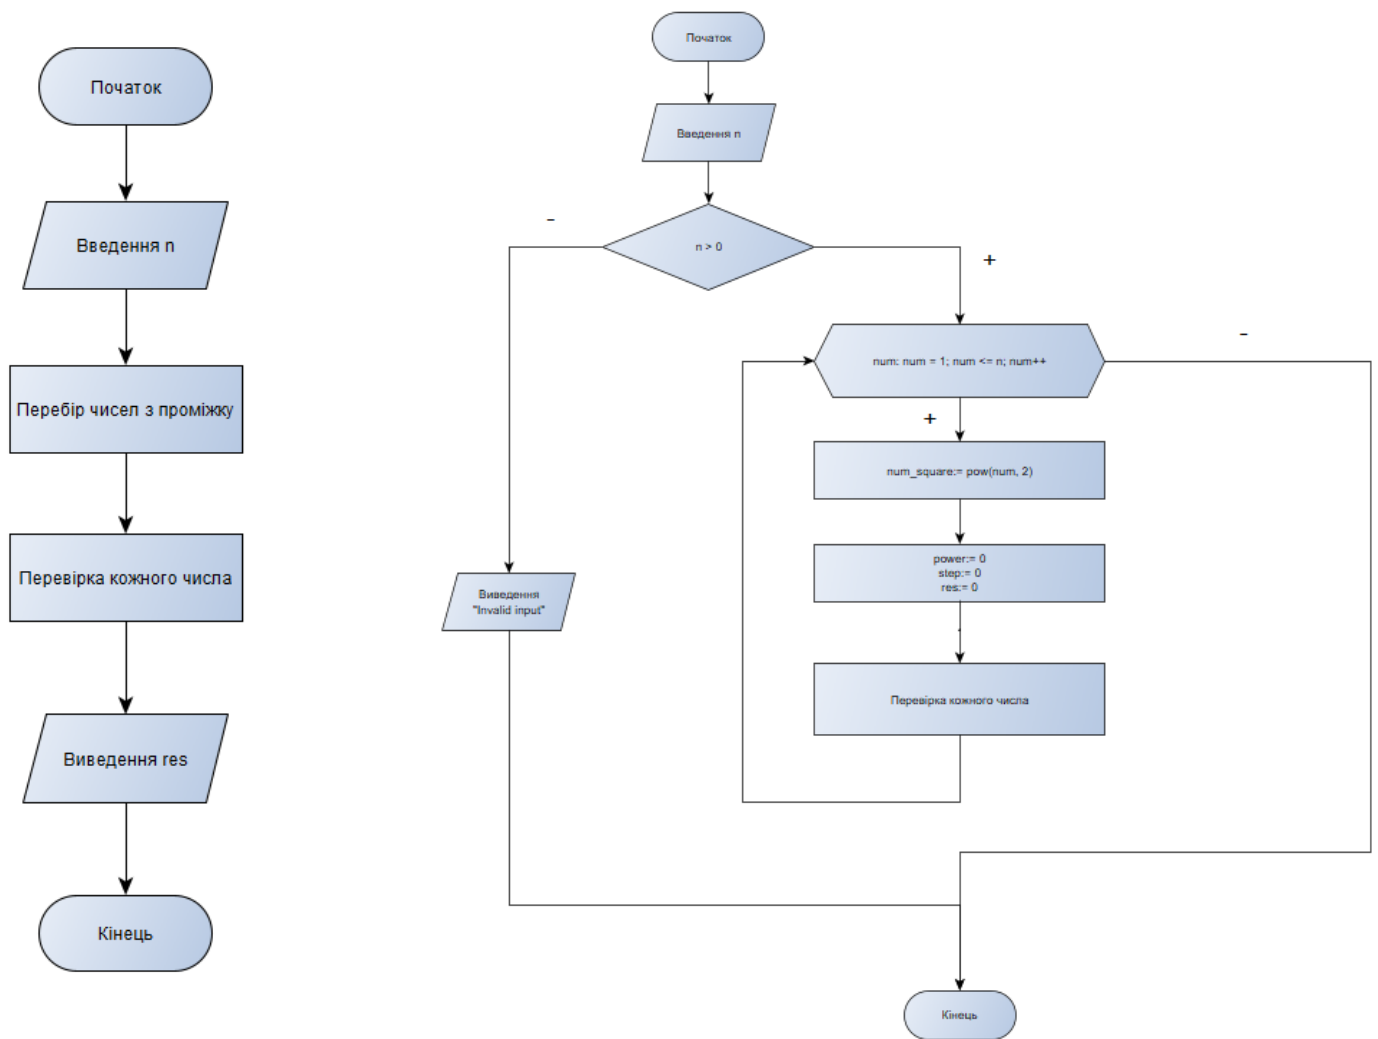 Початок
Введення n
Перебір чисел з проміжку
Перевірка кожного числа
Виведення res
Кінець
Початок
Введення n
n > 0
-
+
num: num = 1; num <= n; num++
-
+
num_square:= pow(num, 2)
power:= 0
step:= 0
res:= 0
Виведення
"Invalid input"
Перевірка кожного числа
Кінець